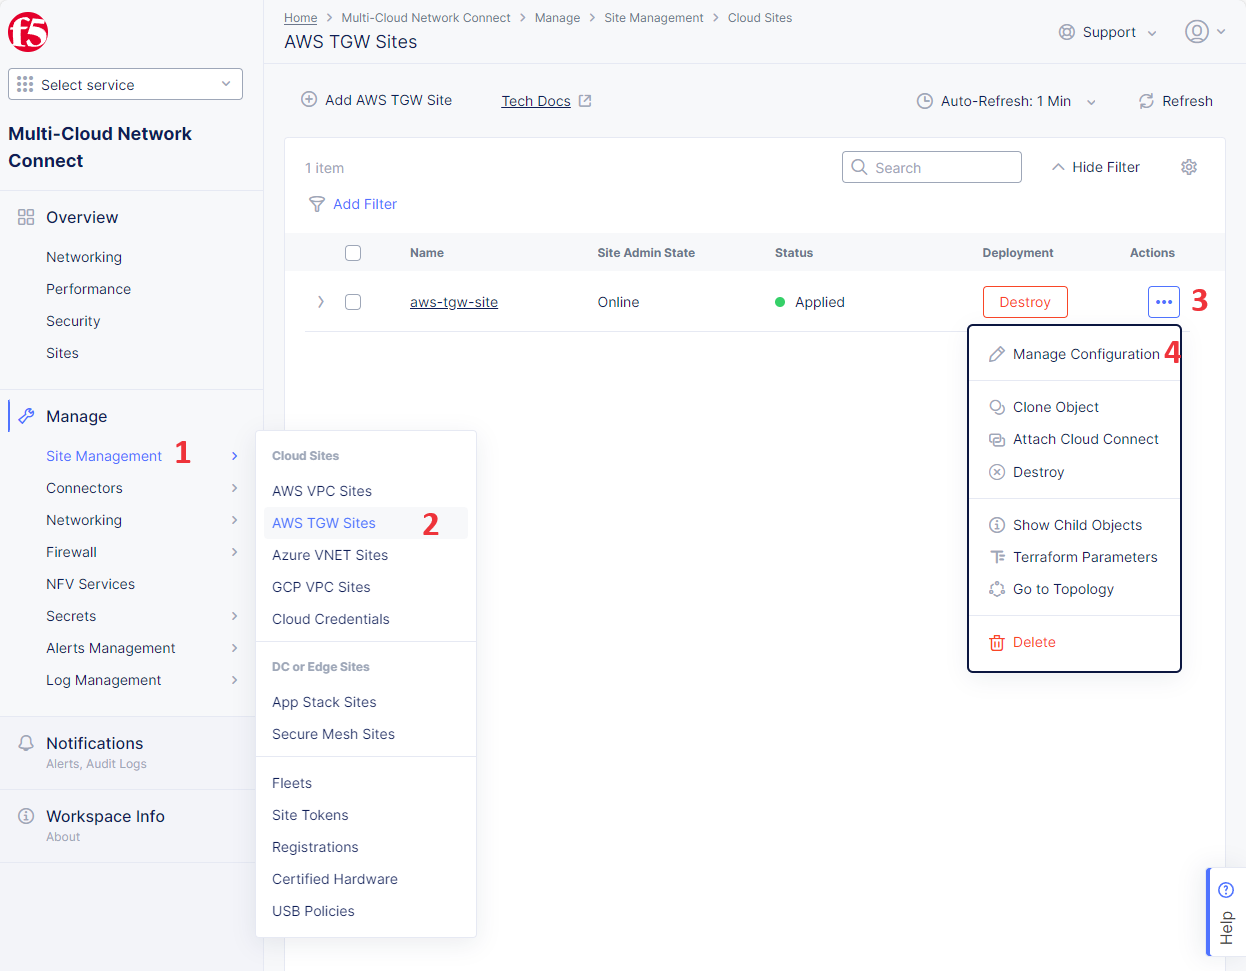 f5
Select service
Multi-Cloud Network
Connect
Overview
Networking
Performance
Security
Sites
Manage
Site Management 1
Connectors
Networking
Firewall
NFV Services
Secrets
Alerts Management
Log Management
Notifications
Alerts, Audit Logs
Workspace Info
About
Home > Multi-Cloud Network Connect > Manage > Site Management > Cloud Sites
AWS TGW Sites
Support
Add AWS TGW Site
Tech Docs
Auto-Refresh: 1 Min
Refresh
1 item
Search
Hide Filter
Add Filter
Name Site Admin State Status Deployment Actions
aws-tgw-site Online Applied Destroy ••• 3
Cloud Sites
AWS VPC Sites
AWS TGW Sites 2
Azure VNET Sites
GCP VPC Sites
Cloud Credentials
DC or Edge Sites
App Stack Sites
Secure Mesh Sites
Fleets
Site Tokens
Registrations
Certified Hardware
USB Policies
Manage Configuration 4
Clone Object
Attach Cloud Connect
Destroy
Show Child Objects
Terraform Parameters
Go to Topology
Delete
Help